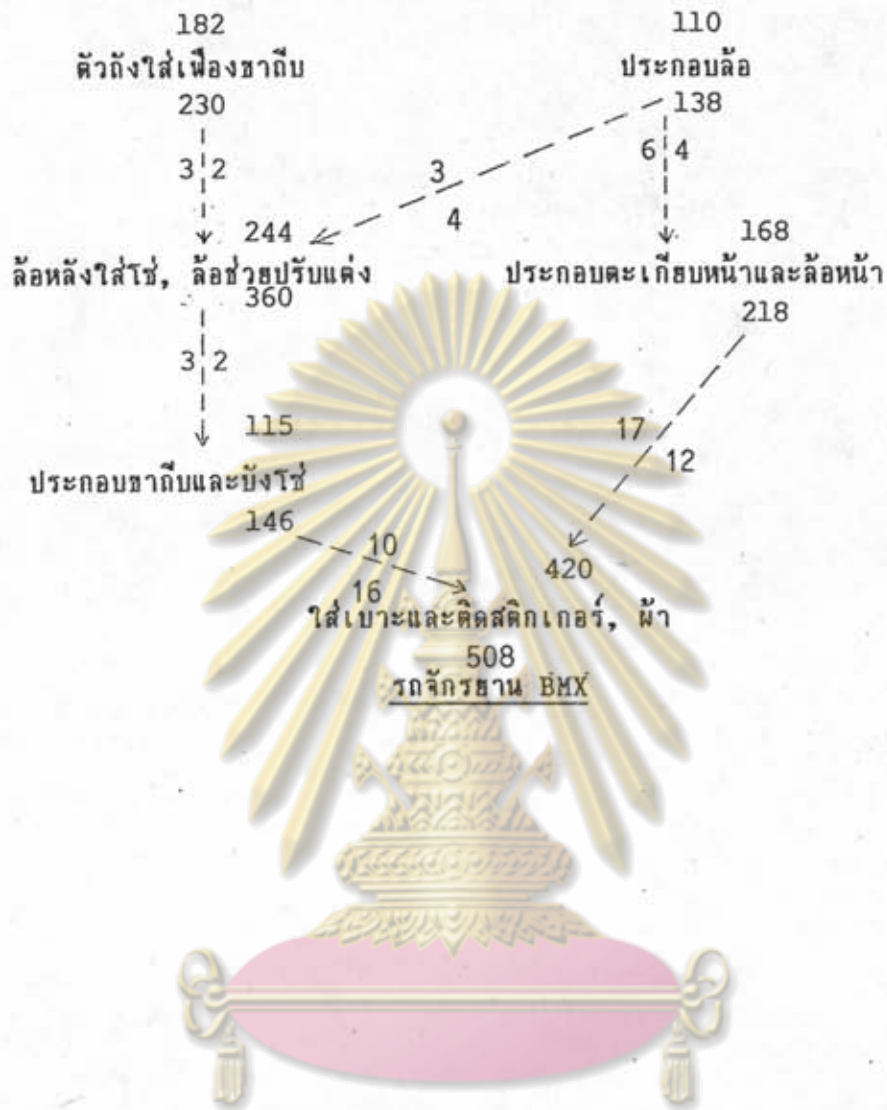 182 110
ตัวถังใส่เฟืองขาถีบ ประกอบล้อ
230 138
3 2 3 6 4
4
244 168
ล้อหลังใส่โซ่, ล้อช่วยปรับแต่ง ประกอบตะเกียบหน้าและล้อหน้า
360 218
3 2
115 17
12
ประกอบขาถีบและบังโซ่
146 10
420
16
ใส่เบาะและติดสติกเกอร์, ผ้า
508
รถจักรยาน BMX